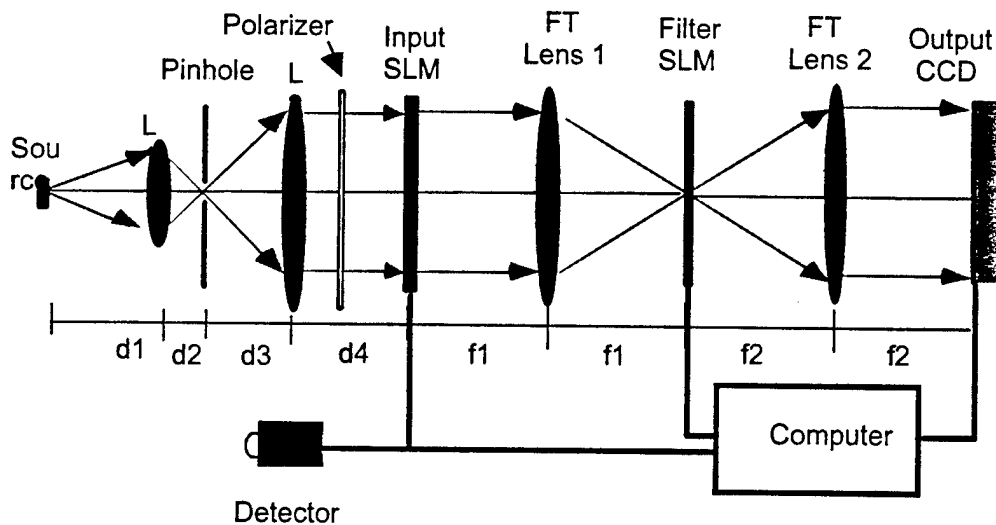 Polarizer
Input
SLM
FT
Lens 1
Filter
SLM
FT
Lens 2
Output
CCD
Pinhole
L
L
Sou
rce
d1
d2
d3
d4
f1
f1
f2
f2
Computer
Detector